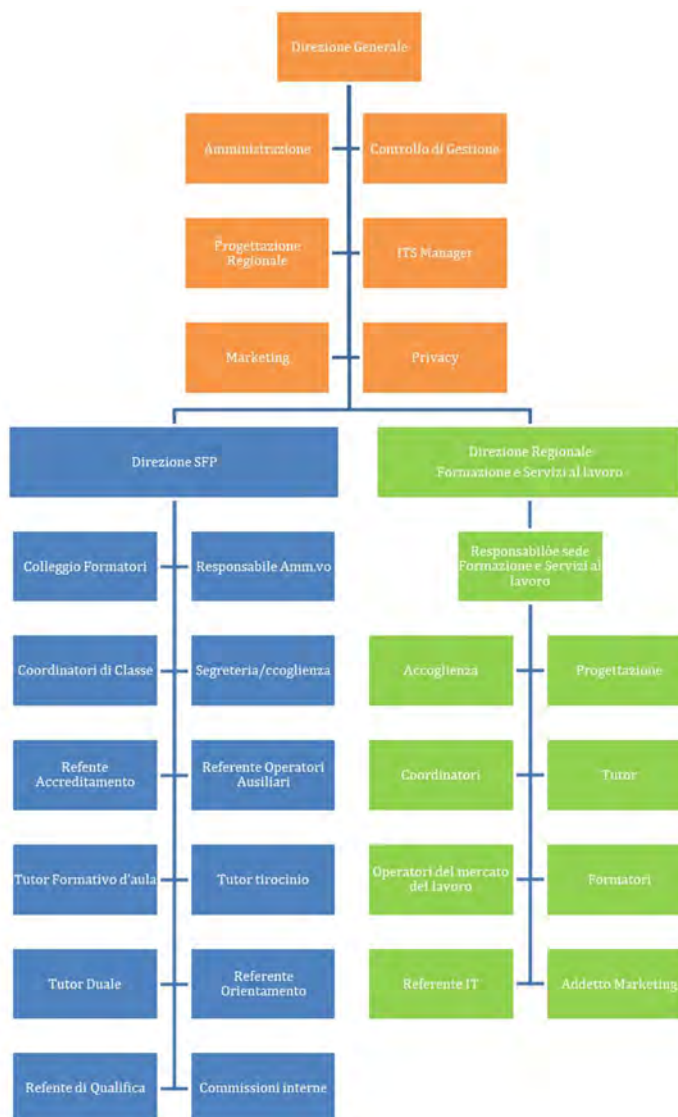 Direzione Generale
Amministrazione
Controllo di Gestione
Progettazione
Regionale
ITS Manager
Marketing
Privacy
Direzione SFP
Direzione Regionale
Formazione e Servizi al lavoro
Colleggio Formatori
Responsabile Amm.vo
Responsabilòe sede
Formazione e Servizi al
lavoro
Coordinatori di Classe
Segreteria/ccoglienza
Accoglienza
Progettazione
Refente
Accreditamento
Referente Operatori
Ausiliari
Coordinatori
Tutor
Tutor Formativo d'aula
Tutor tirocinio
Operatori del mercato
del lavoro
Formatori
Tutor Duale
Referente
Orientamento
Referente IT
Addetto Marketing
Refente di Qualifica
Commissioni interne